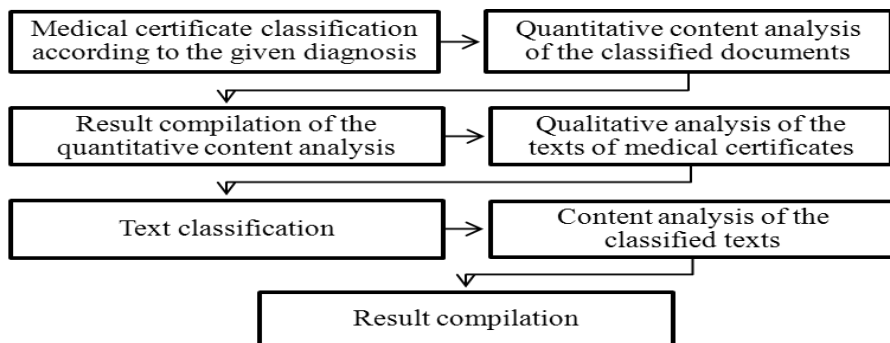 Medical certificate classification
according to the given diagnosis
Quantitative content analysis
of the classified documents
Result compilation of the
quantitative content analysis
Qualitative analysis of the
texts of medical certificates
Text classification
Content analysis of the
classified texts
Result compilation